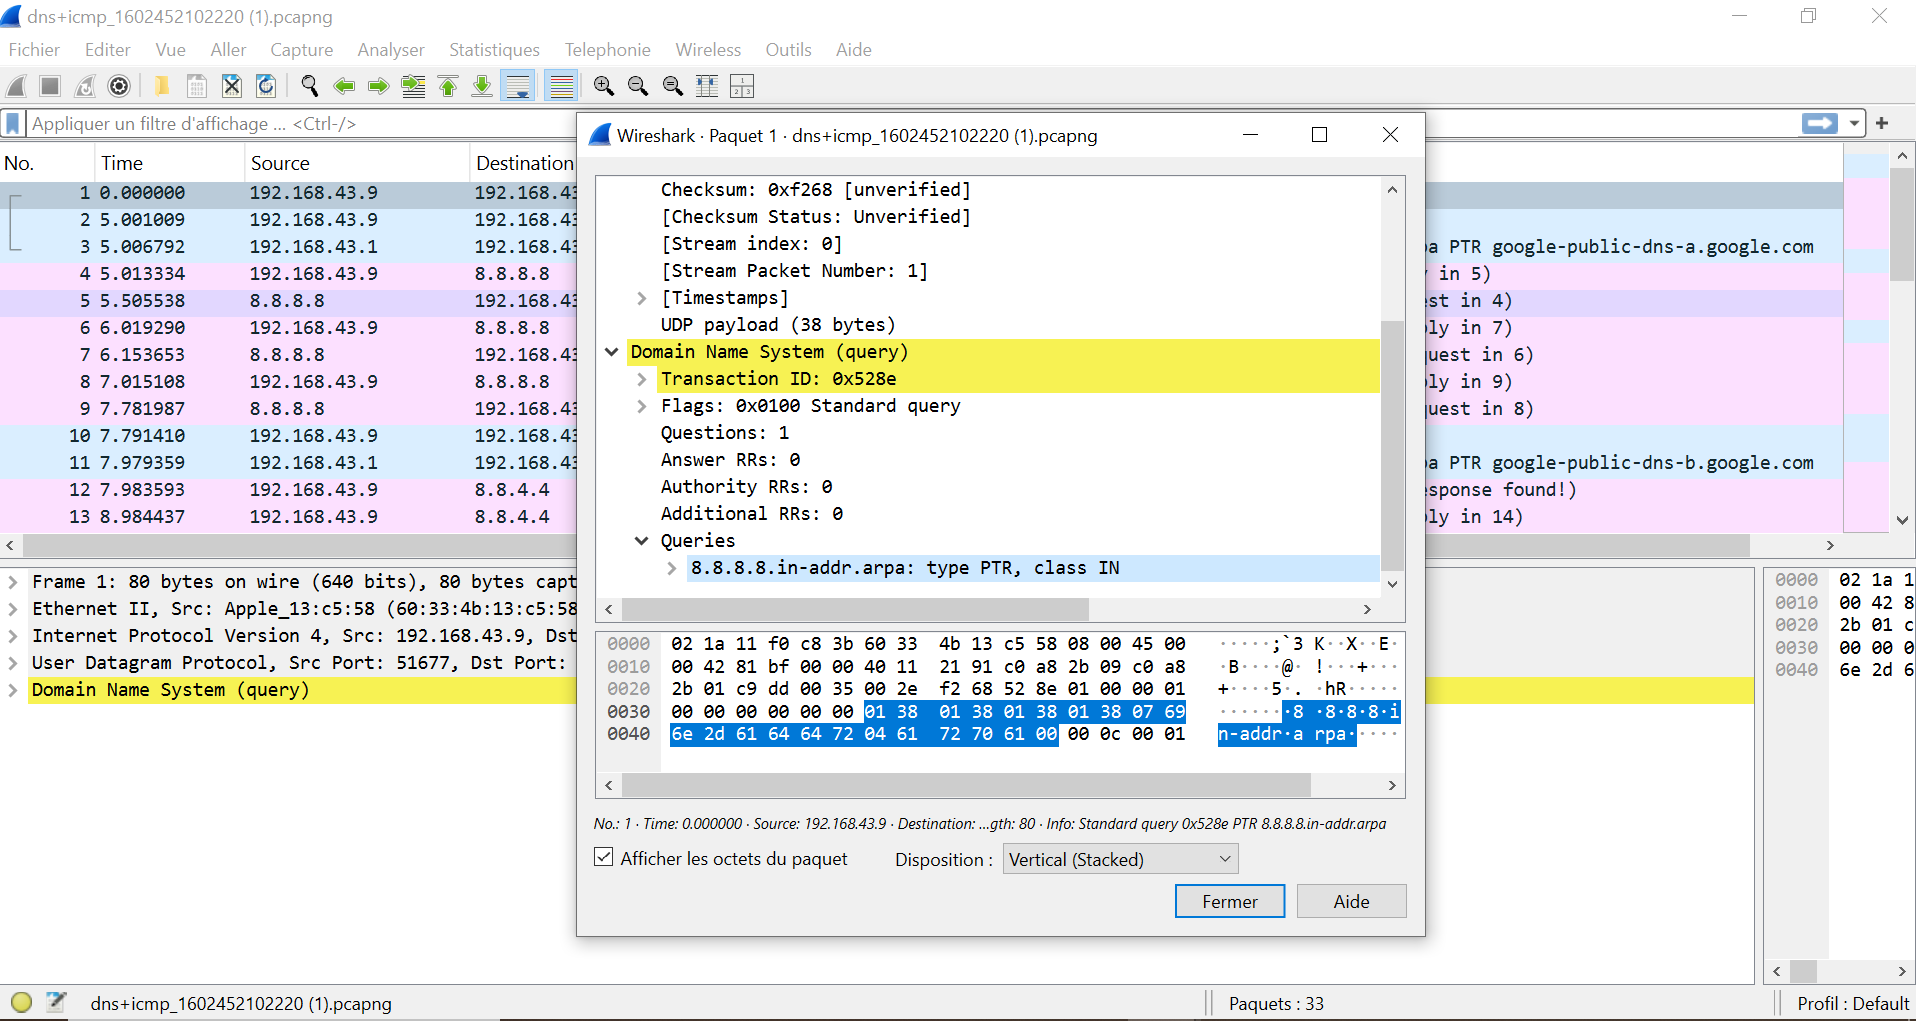 dns+icmp_1602452102220 (1).pcapng
Fichier Editer Vue Aller Capture Analyser Statistiques Telephonie Wireless Outils Aide
Appliquer un filtre d'affichage ... <Ctrl-/>
No. Time Source Destination
1 0.000000 192.168.43.9 192.168.43
2 5.001009 192.168.43.9 192.168.43
3 5.006792 192.168.43.1 192.168.43 a PTR google-public-dns-a.google.com
4 5.013334 192.168.43.9 8.8.8.8 in 5)
5 5.505538 8.8.8.8 192.168.43 est in 4)
6 6.019290 192.168.43.9 8.8.8.8 ly in 7)
7 6.153653 8.8.8.8 192.168.43 uest in 6)
8 7.015108 192.168.43.9 8.8.8.8 ly in 9)
9 7.781987 8.8.8.8 192.168.43 uest in 8)
10 7.791410 192.168.43.9 192.168.43
11 7.979359 192.168.43.1 192.168.43 a PTR google-public-dns-b.google.com
12 7.983593 192.168.43.9 8.8.4.4 sponse found!)
13 8.984437 192.168.43.9 8.8.4.4 ly in 14)
Frame 1: 80 bytes on wire (640 bits), 80 bytes capt
Ethernet II, Src: Apple_13:c5:58 (60:33:4b:13:c5:58
Internet Protocol Version 4, Src: 192.168.43.9, Dst
User Datagram Protocol, Src Port: 51677, Dst Port:
Domain Name System (query)
0000 02 1a 1
0010 00 42 8
0020 2b 01 c
0030 00 00 0
0040 6e 2d 6
Wireshark · Paquet 1 · dns+icmp_1602452102220 (1).pcapng
Checksum: 0xf268 [unverified]
[Checksum Status: Unverified]
[Stream index: 0]
[Stream Packet Number: 1]
[Timestamps]
UDP payload (38 bytes)
Domain Name System (query)
Transaction ID: 0x528e
Flags: 0x0100 Standard query
Questions: 1
Answer RRs: 0
Authority RRs: 0
Additional RRs: 0
Queries
8.8.8.8.in-addr.arpa: type PTR, class IN
0000 02 1a 11 f0 c8 3b 60 33 4b 13 c5 58 08 00 45 00 ·····;`3 K··X··E·
0010 00 42 81 bf 00 00 40 11 21 91 c0 a8 2b 09 c0 a8 ·B····@· !···+···
0020 2b 01 c9 dd 00 35 00 2e f2 68 52 8e 01 00 00 01 +····5·. ·hR·····
0030 00 00 00 00 00 00 01 38 01 38 01 38 01 38 07 69 ·······8 ·8·8·8·i
0040 6e 2d 61 64 64 72 04 61 72 70 61 00 00 0c 00 01 n-addr·a rpa·····
No.: 1 · Time: 0.000000 · Source: 192.168.43.9 · Destination: ...gth: 80 · Info: Standard query 0x528e PTR 8.8.8.8.in-addr.arpa
Afficher les octets du paquet Disposition : Vertical (Stacked)
Fermer Aide
dns+icmp_1602452102220 (1).pcapng Paquets : 33 Profil : Default